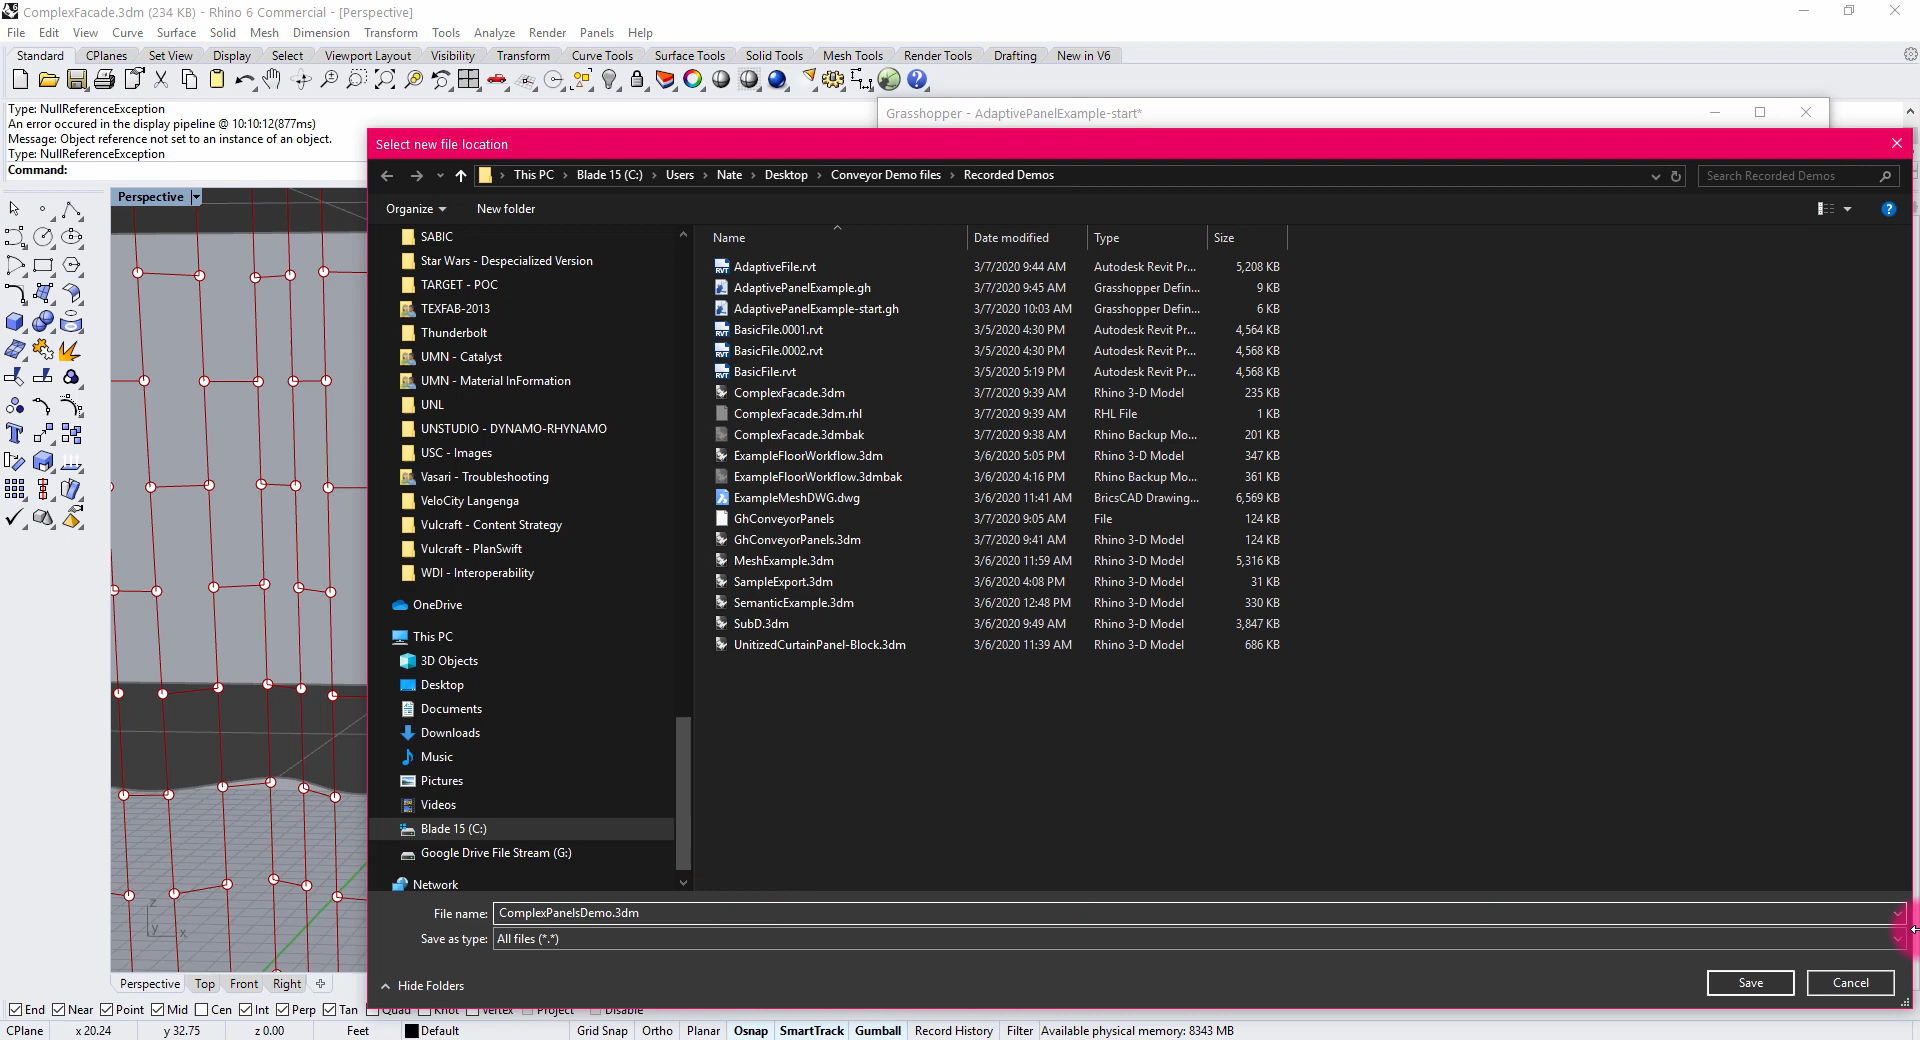 ComplexFacade.3dm (234 KB) - Rhino 6 Commercial - [Perspective]
File Edit View Curve Surface Solid Mesh Dimension Transform Tools Analyze Render Panels Help
Standard CPlanes Set View Display Select Viewport Layout Visibility Transform Curve Tools Surface Tools Solid Tools Mesh Tools Render Tools Drafting New in V6
Type: NullReferenceException
An error occured in the display pipeline @ 10:10:12(877ms)
Message: Object reference not set to an instance of an object.
Type: NullReferenceException
Command:
Grasshopper - AdaptivePanelExample-start*
Select new file location
This PC > Blade 15 (C:) > Users > Nate > Desktop > Conveyor Demo files > Recorded Demos
Search Recorded Demos
Organize New folder
Perspective
SABIC
Star Wars - Despecialized Version
TARGET - POC
TEXFAB-2013
Thunderbolt
UMN - Catalyst
UMN - Material InFormation
UNL
UNSTUDIO - DYNAMO-RHYNAMO
USC - Images
Vasari - Troubleshooting
VeloCity Langenga
Vulcraft - Content Strategy
Vulcraft - PlanSwift
WDI - Interoperability
OneDrive
This PC
3D Objects
Desktop
Documents
Downloads
Music
Pictures
Videos
Blade 15 (C:)
Google Drive File Stream (G:)
Network
Name Date modified Type Size
AdaptiveFile.rvt 3/7/2020 9:44 AM Autodesk Revit Pr... 5,208 KB
AdaptivePanelExample.gh 3/7/2020 9:45 AM Grasshopper Defin... 9 KB
AdaptivePanelExample-start.gh 3/7/2020 10:03 AM Grasshopper Defin... 6 KB
BasicFile.0001.rvt 3/5/2020 4:30 PM Autodesk Revit Pr... 4,564 KB
BasicFile.0002.rvt 3/5/2020 4:30 PM Autodesk Revit Pr... 4,568 KB
BasicFile.rvt 3/5/2020 5:19 PM Autodesk Revit Pr... 4,568 KB
ComplexFacade.3dm 3/7/2020 9:39 AM Rhino 3-D Model 235 KB
ComplexFacade.3dm.rhl 3/7/2020 9:39 AM RHL File 1 KB
ComplexFacade.3dmbak 3/7/2020 9:38 AM Rhino Backup Mo... 201 KB
ExampleFloorWorkflow.3dm 3/6/2020 5:05 PM Rhino 3-D Model 347 KB
ExampleFloorWorkflow.3dmbak 3/6/2020 4:16 PM Rhino Backup Mo... 361 KB
ExampleMeshDWG.dwg 3/6/2020 11:41 AM BricsCAD Drawing... 6,569 KB
GhConveyorPanels 3/7/2020 9:05 AM File 124 KB
GhConveyorPanels.3dm 3/7/2020 9:41 AM Rhino 3-D Model 124 KB
MeshExample.3dm 3/6/2020 11:59 AM Rhino 3-D Model 5,316 KB
SampleExport.3dm 3/6/2020 4:08 PM Rhino 3-D Model 31 KB
SemanticExample.3dm 3/6/2020 12:48 PM Rhino 3-D Model 330 KB
SubD.3dm 3/6/2020 9:49 AM Rhino 3-D Model 3,847 KB
UnitizedCurtainPanel-Block.3dm 3/6/2020 11:39 AM Rhino 3-D Model 686 KB
File name: ComplexPanelsDemo.3dm
Save as type: All files (*.*)
Hide Folders Save Cancel
z
y x
Perspective Top Front Right
End Near Point Mid Cen Int Perp Tan Quad Knot Vertex Project Disable
CPlane x 20.24 y 32.75 z 0.00 Feet Default Grid Snap Ortho Planar Osnap SmartTrack Gumball Record History Filter Available physical memory: 8343 MB